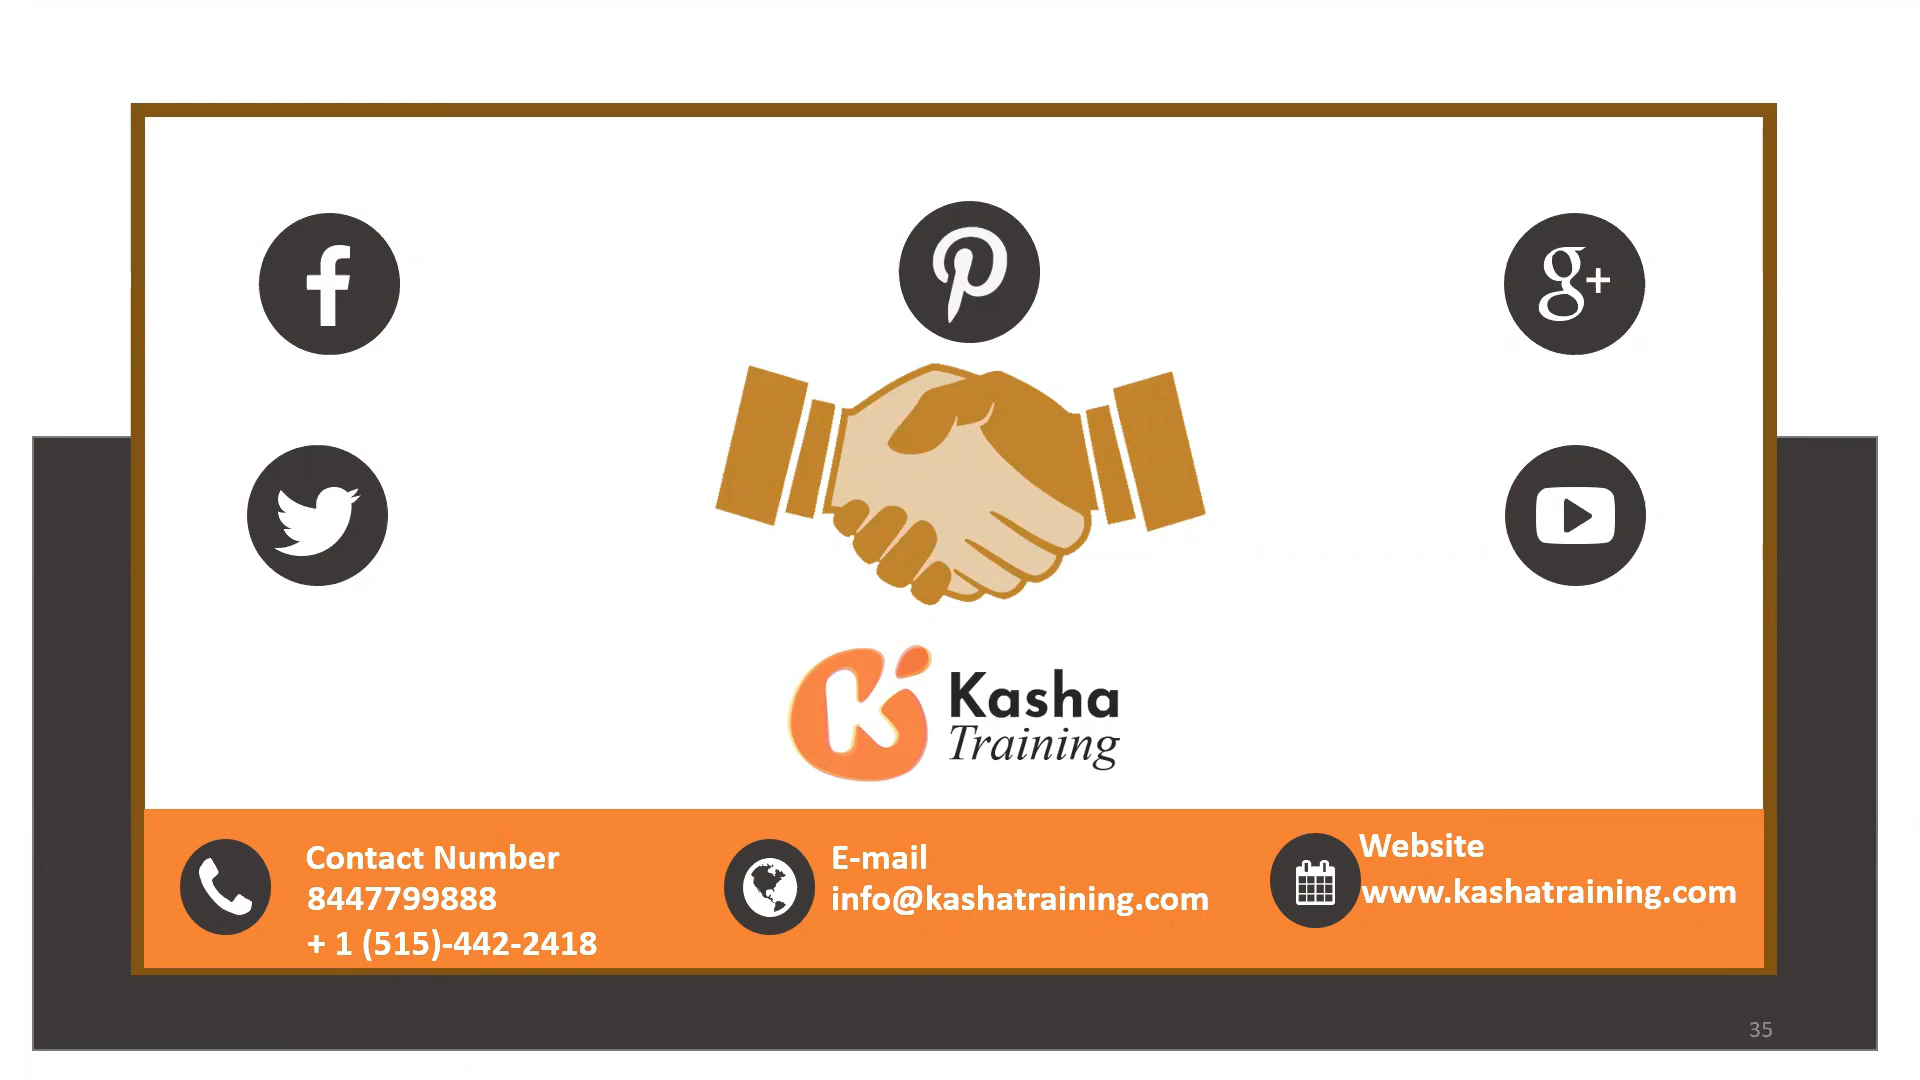 Kasha
Training
Contact Number
8447799888
+ 1 (515)-442-2418
E-mail
info@kashatraining.com
Website
www.kashatraining.com
35